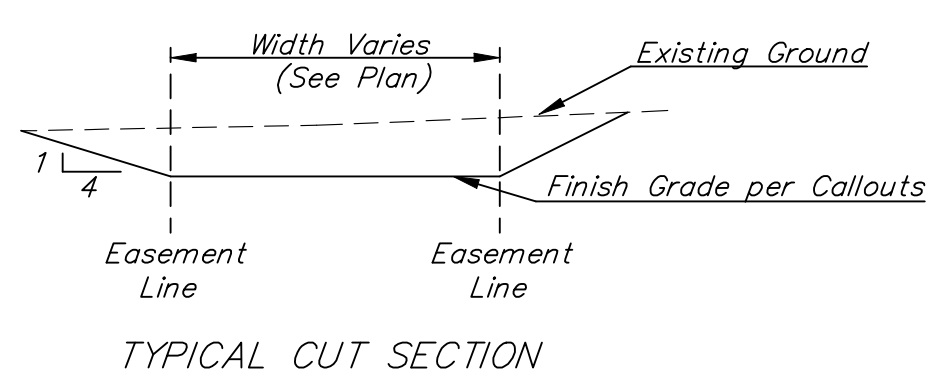 Width Varies
(See Plan)
Existing Ground
1
4
Finish Grade per Callouts
Easement
Line
Easement
Line
TYPICAL CUT SECTION